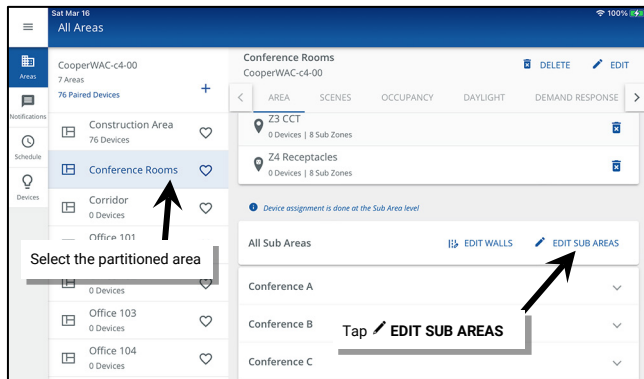 Sat Mar 16
100%
All Areas
Areas
Notifications
Schedule
Devices
CooperWAC-c4-00
7 Areas
76 Paired Devices
+
Construction Area
76 Devices
Conference Rooms
Corridor
0 Devices
Office 101
Select the partitioned area
0 Devices
Office 103
0 Devices
Office 104
0 Devices
Conference Rooms
CooperWAC-c4-00
DELETE
EDIT
AREA SCENES OCCUPANCY DAYLIGHT DEMAND RESPONSE
Z3 CCT
0 Devices | 8 Sub Zones
Z4 Receptacles
0 Devices | 8 Sub Zones
Device assignment is done at the Sub Area level
All Sub Areas
EDIT WALLS
EDIT SUB AREAS
Conference A
Conference B
Tap EDIT SUB AREAS
Conference C